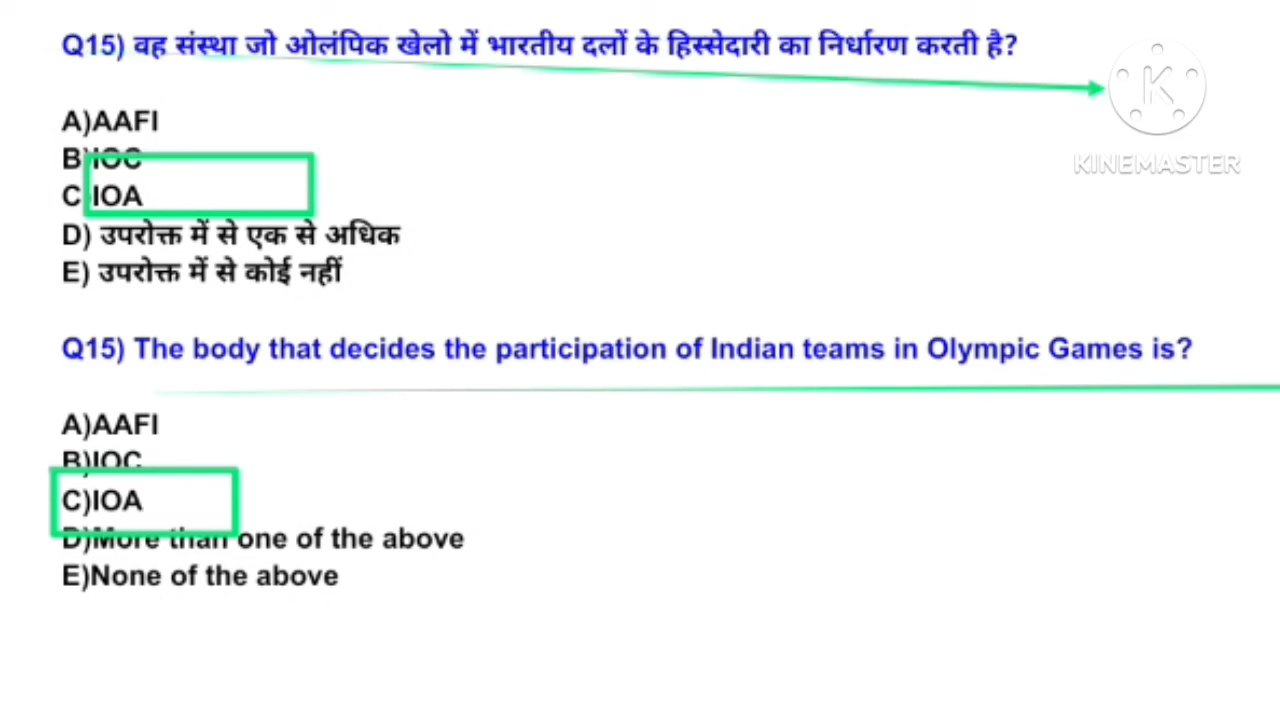 Q15) वह संस्था जो ओलंपिक खेलो में भारतीय दलों के हिस्सेदारी का निर्धारण करती है?
A)AAFI
B)IOC
C)IOA
D) उपरोक्त में से एक से अधिक
E) उपरोक्त में से कोई नहीं
K
KINEMASTER
Q15) The body that decides the participation of Indian teams in Olympic Games is?
A)AAFI
B)IOC
C)IOA
D)More than one of the above
E)None of the above